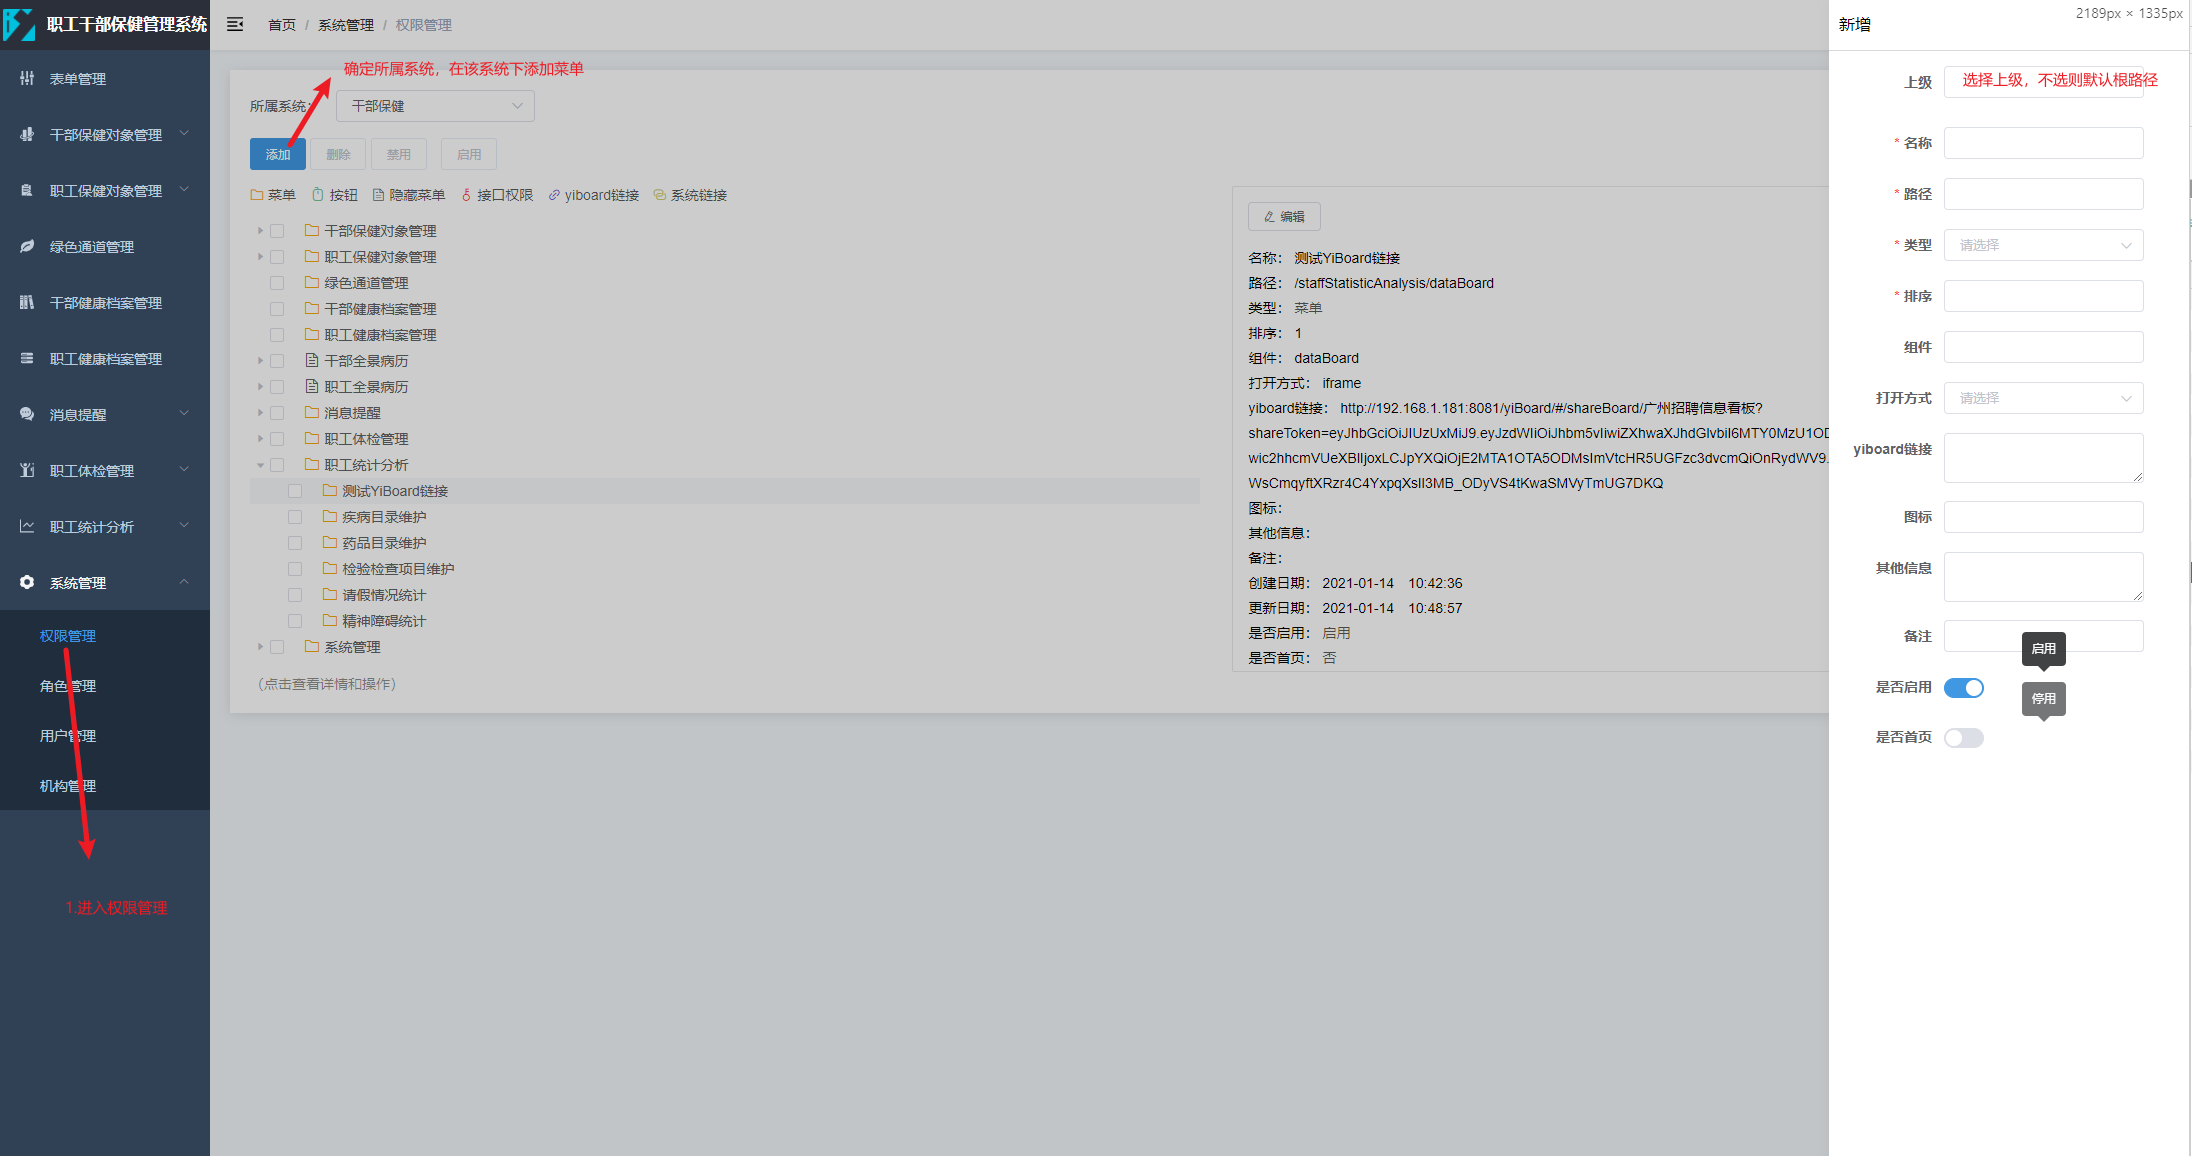 职工干部保健管理系统
首页 / 系统管理 / 权限管理
新增
2189px × 1335px
表单管理
干部保健对象管理
职工保健对象管理
绿色通道管理
干部健康档案管理
职工健康档案管理
消息提醒
职工体检管理
职工统计分析
系统管理
权限管理
角色管理
用户管理
机构管理
1.进入权限管理
确定所属系统，在该系统下添加菜单
所属系统: 干部保健
添加 删除 禁用 启用
菜单 按钮 隐藏菜单 接口权限 yiboard链接 系统链接
干部保健对象管理
职工保健对象管理
绿色通道管理
干部健康档案管理
职工健康档案管理
干部全景病历
职工全景病历
消息提醒
职工体检管理
职工统计分析
测试YiBoard链接
疾病目录维护
药品目录维护
检验检查项目维护
请假情况统计
精神障碍统计
系统管理
(点击查看详情和操作)
编辑
名称： 测试YiBoard链接
路径： /staffStatisticAnalysis/dataBoard
类型： 菜单
排序： 1
组件： dataBoard
打开方式： iframe
yiboard链接： http://192.168.1.181:8081/yiBoard/#/shareBoard/广州招聘信息看板?
图标：
其他信息：
备注：
创建日期： 2021-01-14 10:42:36
更新日期： 2021-01-14 10:48:57
是否启用： 启用
是否首页： 否
上级 选择上级，不选则默认根路径
* 名称
* 路径
* 类型 请选择
* 排序
组件
打开方式 请选择
yiboard链接
图标
其他信息
备注
启用
是否启用
停用
是否首页